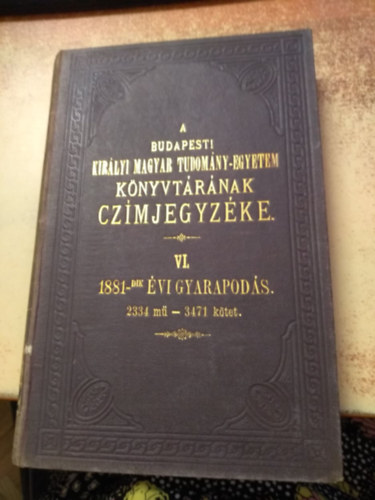 A
BUDAPESTI
KIRÁLYI MAGYAR TUDOMÁNY-EGYETEM
KÖNYVTÁRÁNAK
CZÍMJEGYZÉKE.
VI.
1881-DIK ÉVI GYARAPODÁS.
2334 mű — 3471 kötet.